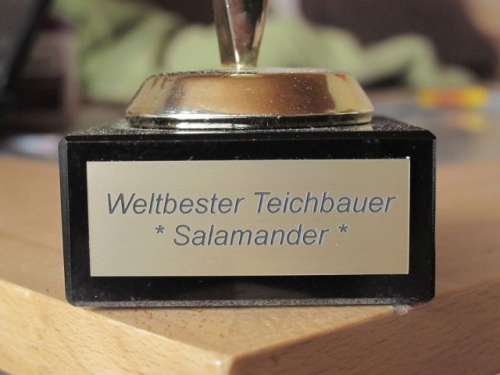 Weltbester Teichbauer
* Salamander *